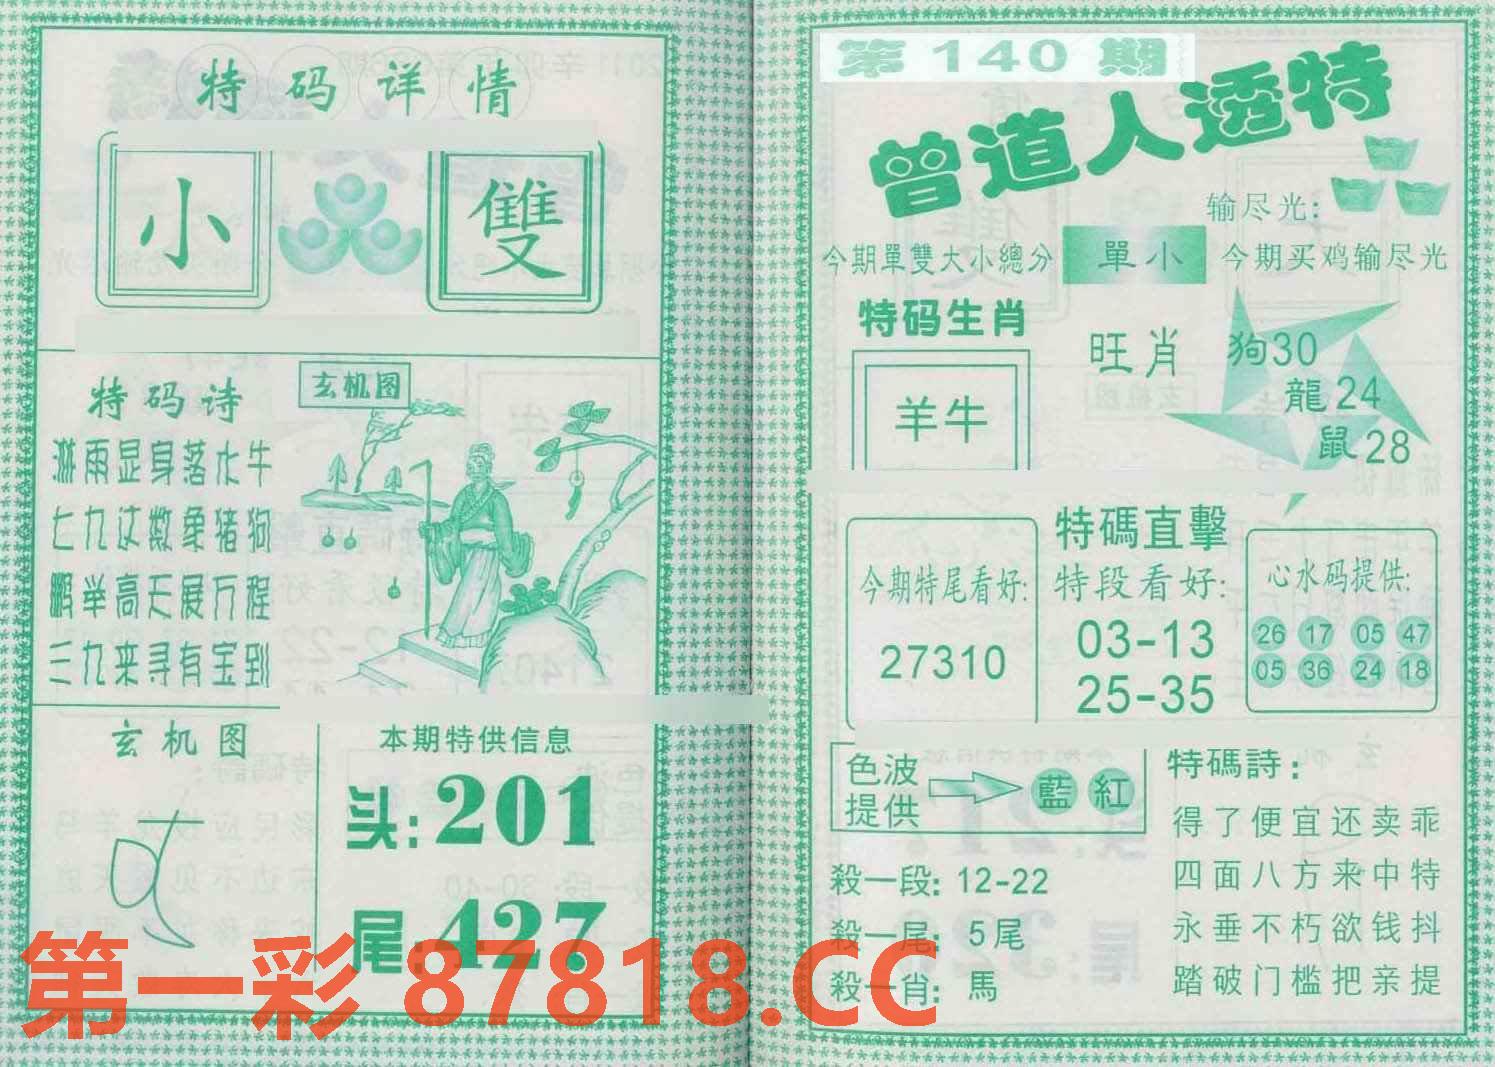 特码详情
小 雙
特码诗
淋雨显身落水牛
七九这数象猪狗
鹏举高天展万程
三九来寻有宝到
玄机图
玄机图
本期特供信息
头:201
尾:427
第 140 期
曾道人透特
输尽光:
今期單雙大小總分 單小 今期买鸡输尽光
特码生肖
羊牛
旺肖
狗30
龍24
鼠28
今期特尾看好:
27310
特碼直擊
特段看好:
03-13
25-35
心水码提供:
26 17 05 47
05 36 24 18
色波提供 藍 紅
殺一段: 12-22
殺一尾: 5尾
殺一肖: 馬
特碼詩:
得了便宜还卖乖
四面八方来中特
永垂不朽欲钱抖
踏破门槛把亲提
第一彩 87818.CC